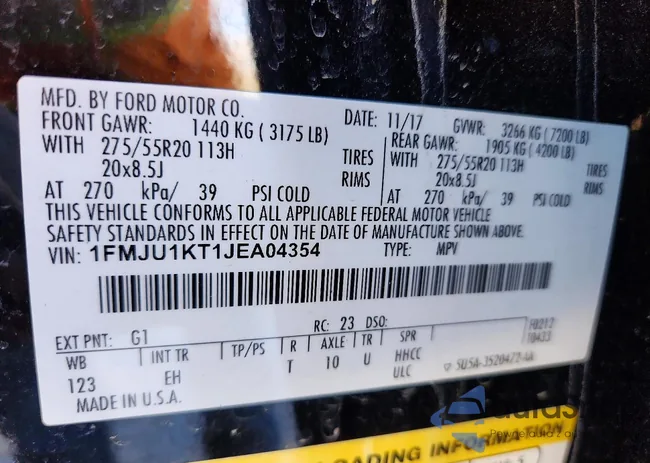 MFD. BY FORD MOTOR CO. DATE: 11/17 GVWR: 3266 KG (7200 LB)
FRONT GAWR: 1440 KG (3175 LB) REAR GAWR: 1905 KG (4200 LB)
WITH 275/55R20 113H TIRES WITH 275/55R20 113H TIRES
20x8.5J RIMS 20x8.5J RIMS
AT 270 kPa/ 39 PSI COLD AT 270 kPa/ 39 PSI COLD
THIS VEHICLE CONFORMS TO ALL APPLICABLE FEDERAL MOTOR VEHICLE
SAFETY STANDARDS IN EFFECT ON THE DATE OF MANUFACTURE SHOWN ABOVE.
VIN: 1FMJU1KT1JEA04354 TYPE: MPV
EXT PNT: G1 RC: 23 DSO:
WB INT TR TP/PS R AXLE TR SPR
123 EH T 10 U HHCC
ULC
MADE IN U.S.A.
LOADING INFORMATION